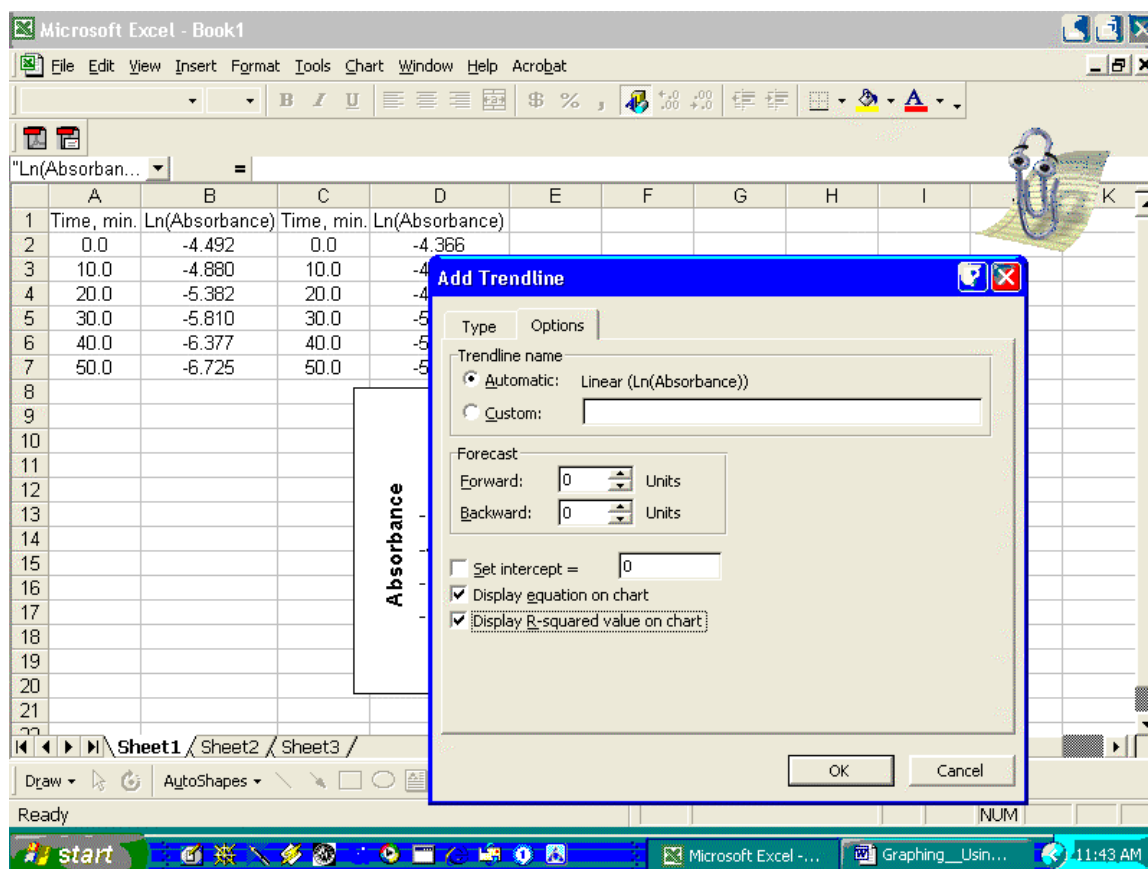 Microsoft Excel - Book1
File Edit View Insert Format Tools Chart Window Help Acrobat
B I U $ % ,
"Ln(Absorban... =
A B C D E F G H I K
1 Time, min. Ln(Absorbance) Time, min. Ln(Absorbance)
2 0.0 -4.492 0.0 -4.366
3 10.0 -4.880 10.0 -4
4 20.0 -5.382 20.0 -4
5 30.0 -5.810 30.0 -5
6 40.0 -6.377 40.0 -5
7 50.0 -6.725 50.0 -5
8
9
10
11
12
13
14
15
16
17
18
19
20
21
Absorbance
Add Trendline
Type Options
Trendline name
Automatic: Linear (Ln(Absorbance))
Custom:
Forecast
Forward: 0 Units
Backward: 0 Units
Set intercept = 0
Display equation on chart
Display R-squared value on chart
OK Cancel
Sheet1 Sheet2 Sheet3
Draw AutoShapes
Ready NUM
start Microsoft Excel -... Graphing__Usin... 11:43 AM